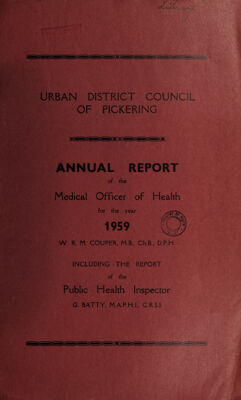 URBAN DISTRICT COUNCIL
OF PICKERING
ANNUAL REPORT
of the
Medical Officer of Health
for the year
1959
W. R. M. COUPER, M.B., Ch.B., D.P.H.
INCLUDING THE REPORT
of the
Public Health Inspector
G. BATTY, M.A.P.H.I., C.R.S.I.